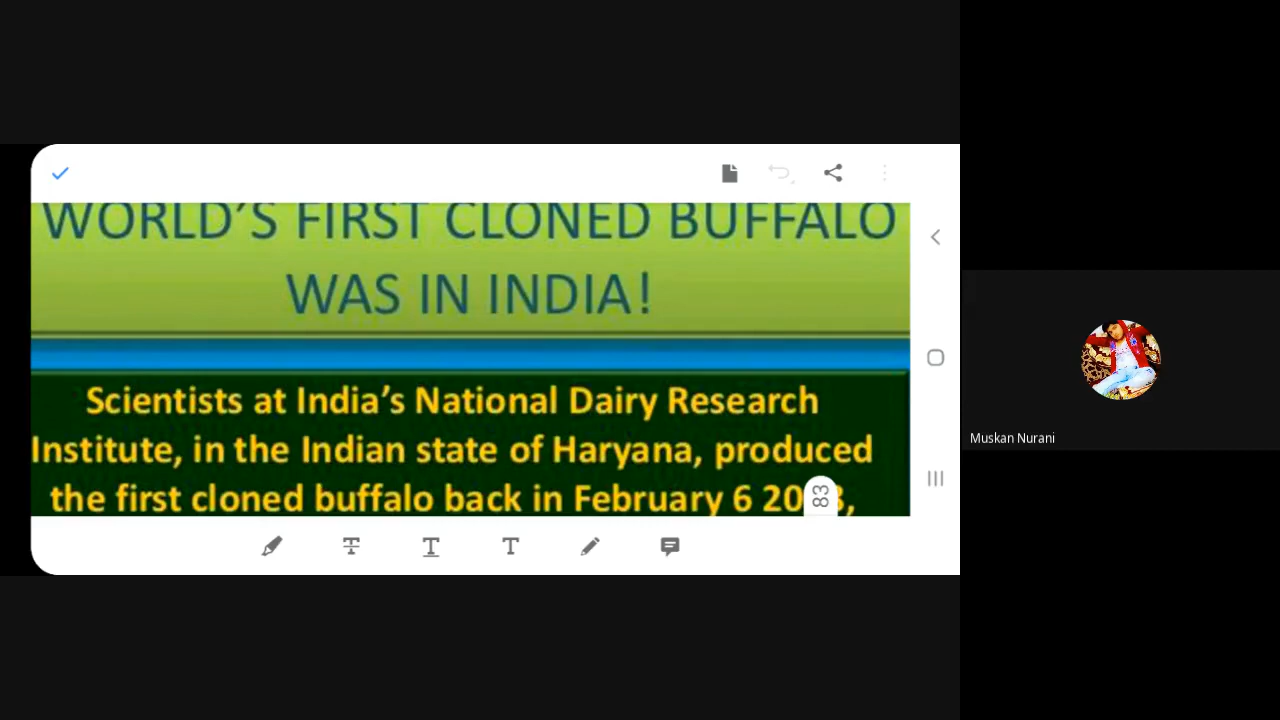 WORLD'S FIRST CLONED BUFFALO
WAS IN INDIA!
Scientists at India's National Dairy Research
Institute, in the Indian state of Haryana, produced
the first cloned buffalo back in February 6
83
Muskan Nurani